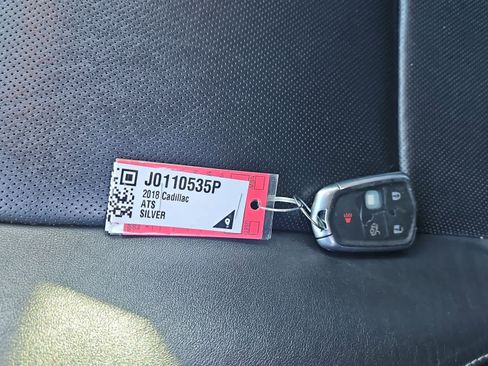 J0110535P
2018 Cadillac
ATS
SILVER